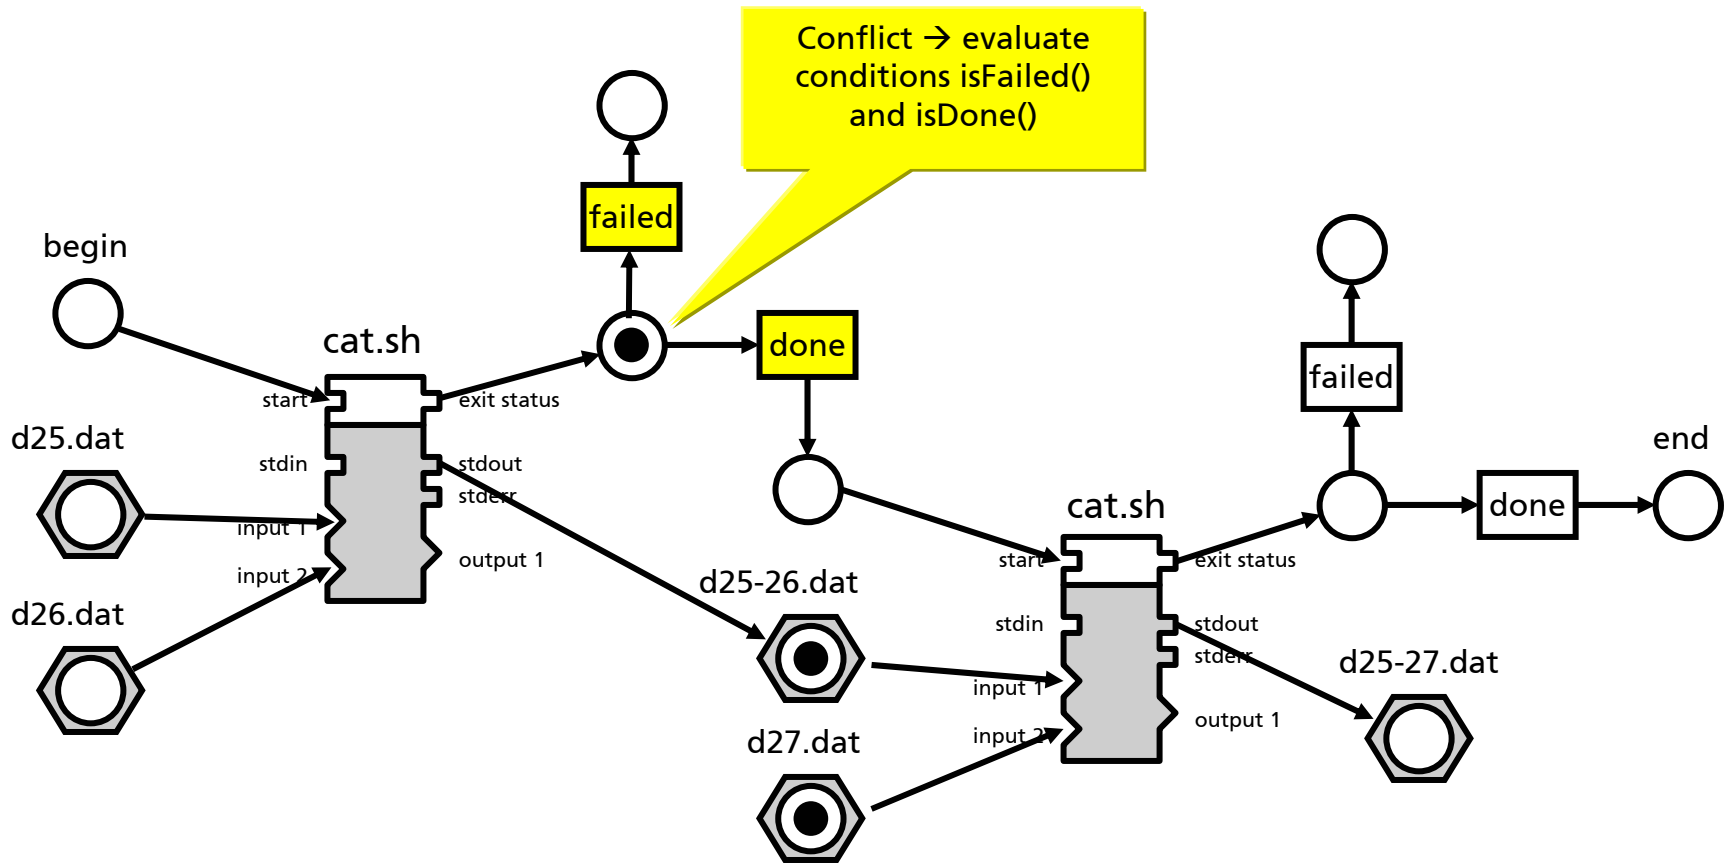 Conflict → evaluate
conditions isFailed()
and isDone()
failed
begin
cat.sh
done
start
exit status
d25.dat
stdin
stdout
stderr
input 1
output 1
input 2
d26.dat
failed
end
done
cat.sh
start
exit status
d25-26.dat
stdin
stdout
stderr
d25-27.dat
input 1
output 1
input 2
d27.dat